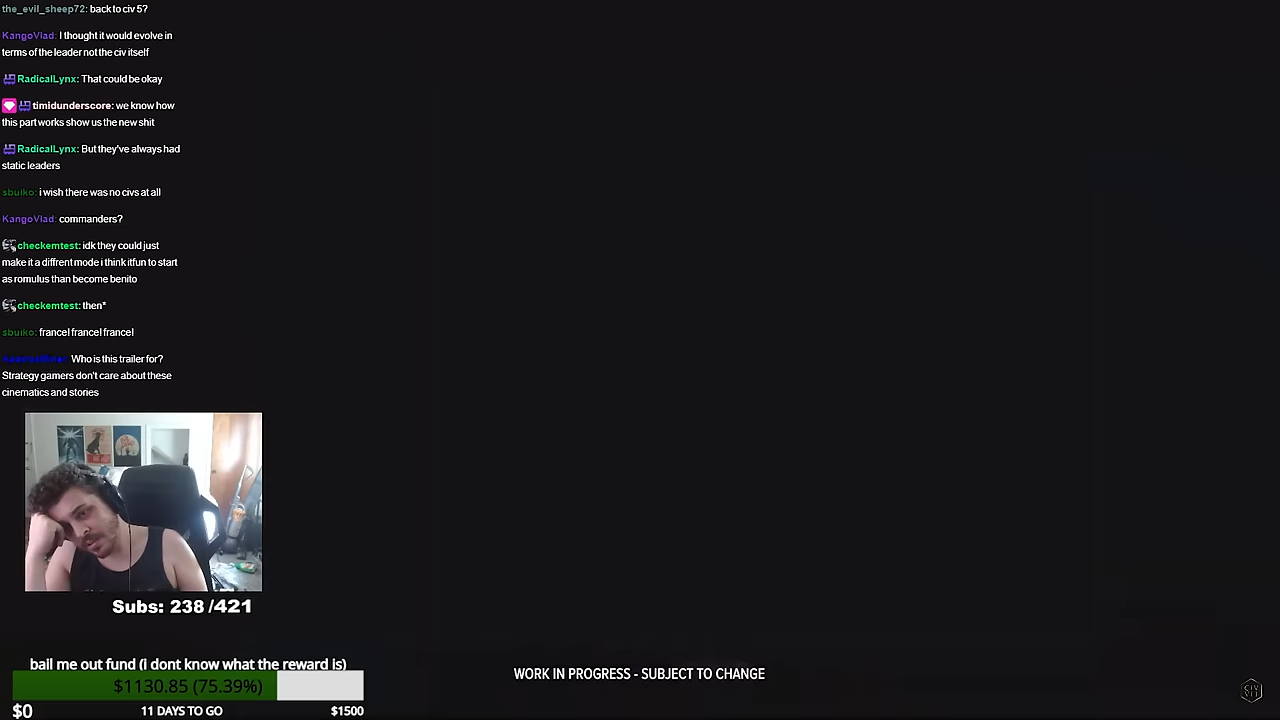 the_evil_sheep72: back to civ 5?
KangoVlad: I thought it would evolve in
terms of the leader not the civ itself
RadicalLynx: That could be okay
timidunderscore: we know how
this part works show us the new shit
RadicalLynx: But they've always had
static leaders
sbuiko: i wish there was no civs at all
KangoVlad: commanders?
checkemtest: idk they could just
make it a diffrent mode i think itfun to start
as romulus than become benito
checkemtest: then*
sbuiko: france! france! france!
Who is this trailer for?
Strategy gamers don't care about these
cinematics and stories
Subs: 238 /421
bail me out fund (i dont know what the reward is)
$1130.85 (75.39%)
$0 11 DAYS TO GO $1500
WORK IN PROGRESS - SUBJECT TO CHANGE
CIV
VII